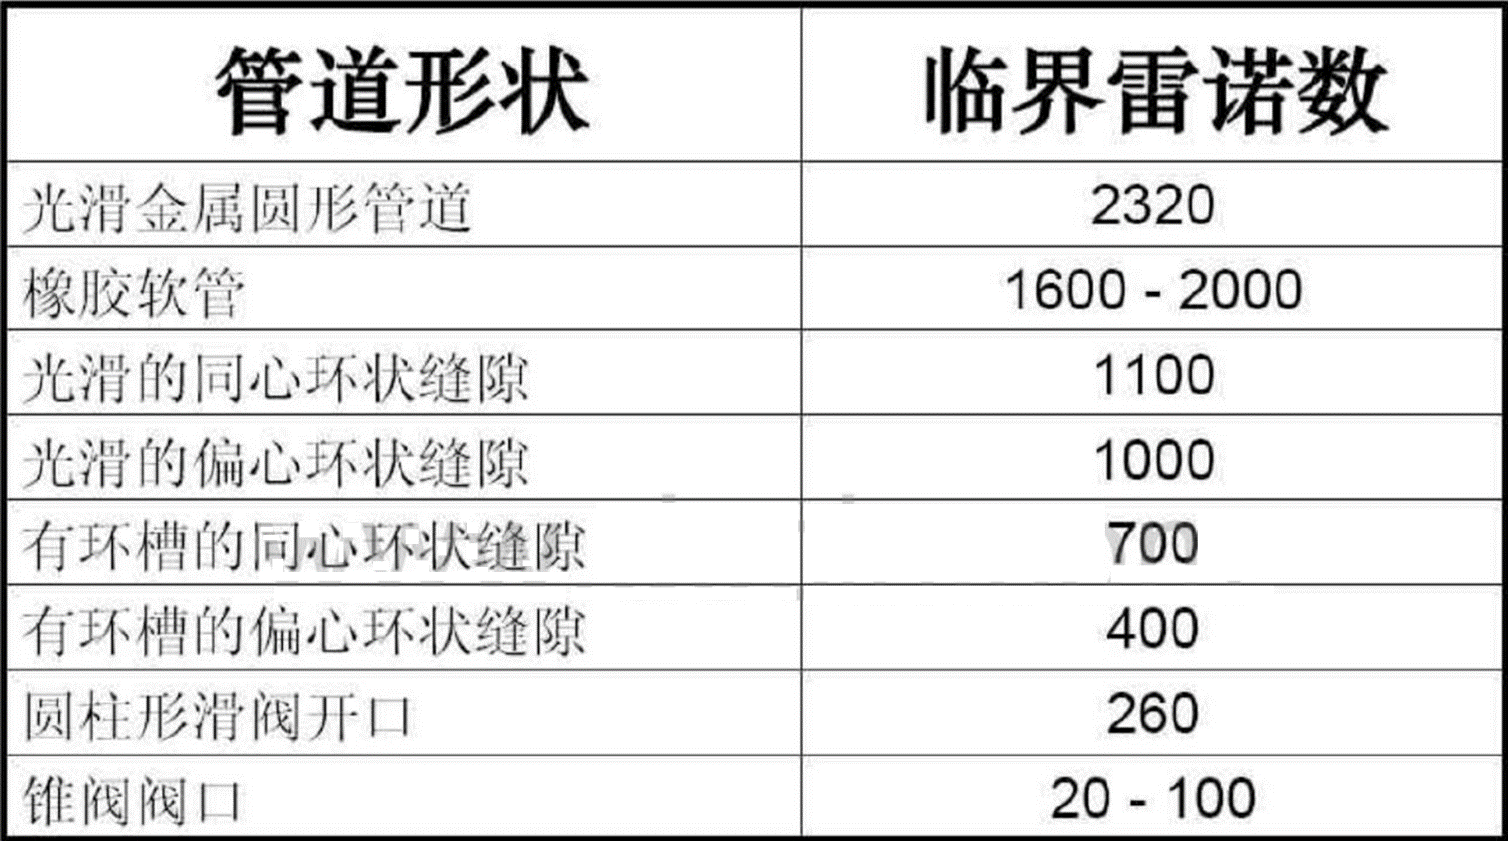 管道形状 临界雷诺数
光滑金属圆形管道 2320
橡胶软管 1600 - 2000
光滑的同心环状缝隙 1100
光滑的偏心环状缝隙 1000
有环槽的同心环状缝隙 700
有环槽的偏心环状缝隙 400
圆柱形滑阀开口 260
锥阀阀口 20 - 100